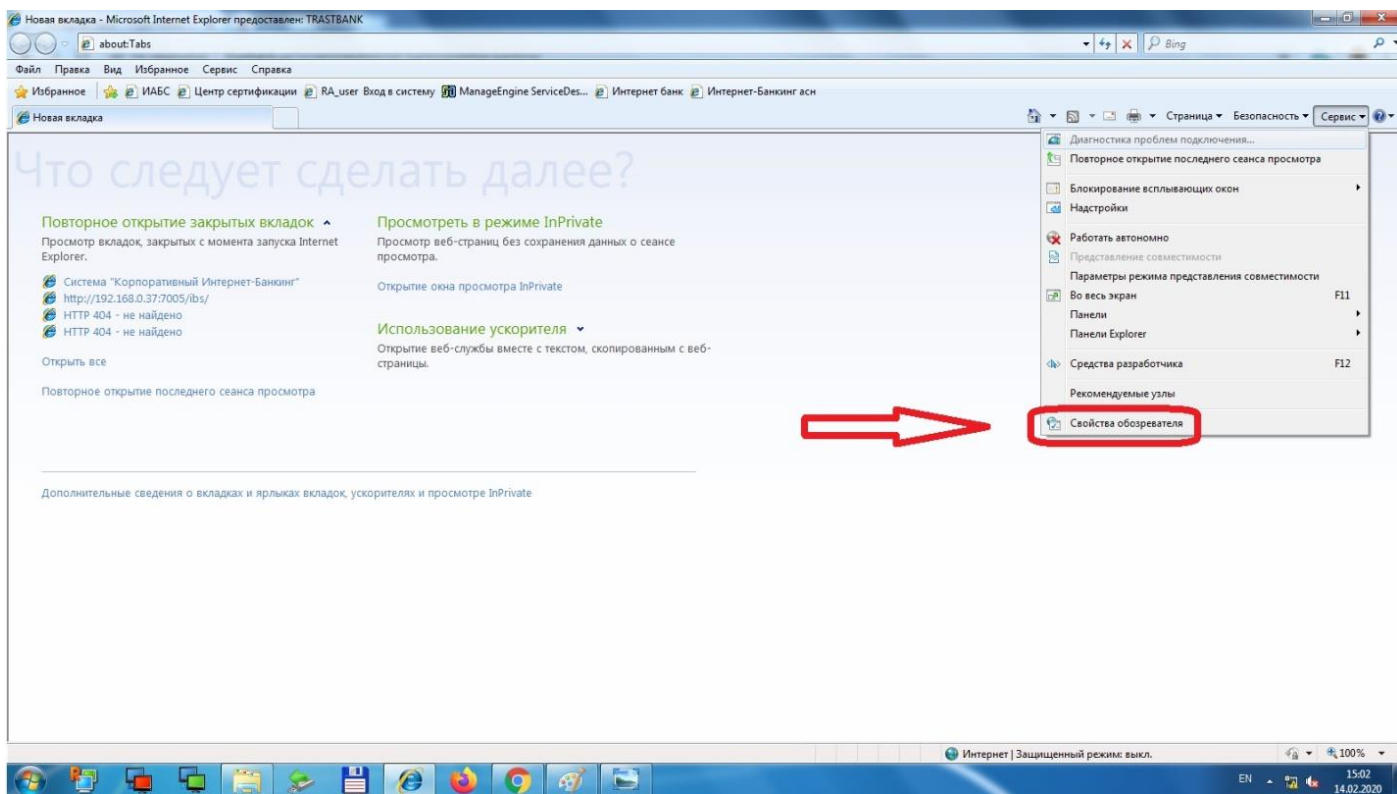 Новая вкладка - Microsoft Internet Explorer предоставлен: TRASTBANK
about:Tabs
Bing
Файл Правка Вид Избранное Сервис Справка
Избранное ИАБС Центр сертификации RA_user Вход в систему ManageEngine ServiceDes... Интернет банк Интернет-Банкинг асн
Новая вкладка
Страница Безопасность Сервис
Что следует сделать далее?
Повторное открытие закрытых вкладок
Просмотр вкладок, закрытых с момента запуска Internet
Explorer.
Система "Корпоративный Интернет-Банкинг"
http://192.168.0.37:7005/ibs/
HTTP 404 - не найдено
HTTP 404 - не найдено
Открыть все
Повторное открытие последнего сеанса просмотра
Просмотреть в режиме InPrivate
Просмотр веб-страниц без сохранения данных о сеансе
просмотра.
Открытие окна просмотра InPrivate
Использование ускорителя
Открытие веб-службы вместе с текстом, скопированным с веб-
страницы.
Дополнительные сведения о вкладках и ярлыках вкладок, ускорителях и просмотре InPrivate
Диагностика проблем подключения...
Повторное открытие последнего сеанса просмотра
Блокирование всплывающих окон
Надстройки
Работать автономно
Представление совместимости
Параметры режима представления совместимости
Во весь экран F11
Панели
Панели Explorer
Средства разработчика F12
Рекомендуемые узлы
Свойства обозревателя
Интернет | Защищенный режим: выкл.
100%
EN
15:02
14.02.2020